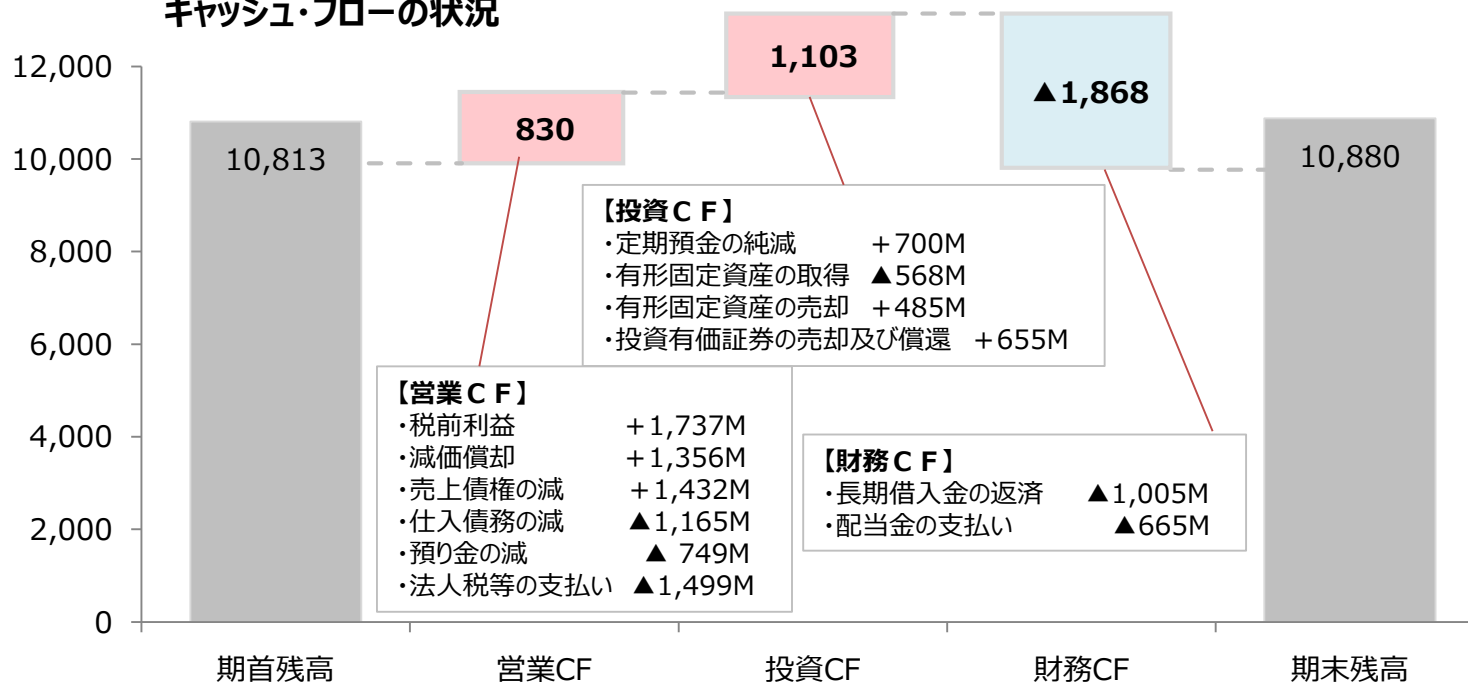 キャッシュ・フローの状況
12,000
10,000
8,000
6,000
4,000
2,000
0
10,813
830
1,103
▲1,868
10,880
【投資ＣＦ】
・定期預金の純減 ＋700M
・有形固定資産の取得 ▲568M
・有形固定資産の売却 ＋485M
・投資有価証券の売却及び償還 ＋655M
【営業ＣＦ】
・税前利益 ＋1,737M
・減価償却 ＋1,356M
・売上債権の減 ＋1,432M
・仕入債務の減 ▲1,165M
・預り金の減 ▲ 749M
・法人税等の支払い ▲1,499M
【財務ＣＦ】
・長期借入金の返済 ▲1,005M
・配当金の支払い ▲665M
期首残高 営業CF 投資CF 財務CF 期末残高